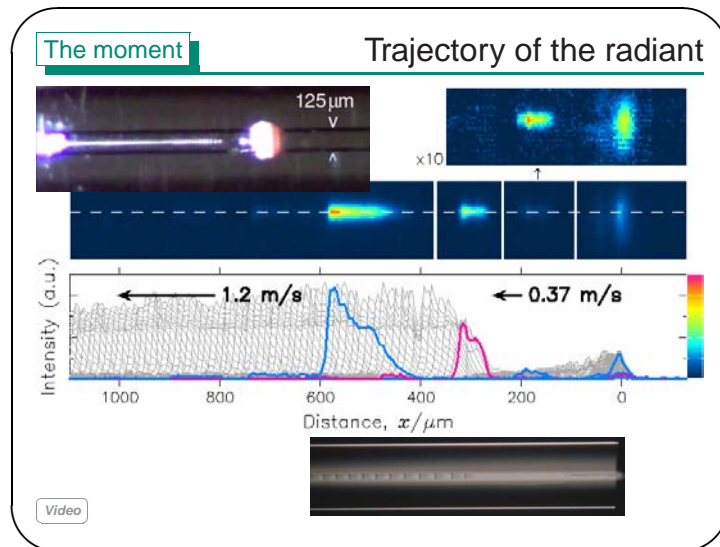 The moment
Trajectory of the radiant
125μm
v
ʌ
x10
↑
Intensity (a.u.)
1.2 m/s
0.37 m/s
1000 800 600 400 200 0
Distance, x/μm
Video